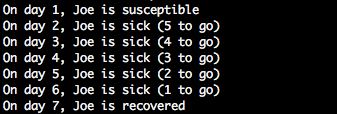 On day 1, Joe is susceptible
On day 2, Joe is sick (5 to go)
On day 3, Joe is sick (4 to go)
On day 4, Joe is sick (3 to go)
On day 5, Joe is sick (2 to go)
On day 6, Joe is sick (1 to go)
On day 7, Joe is recovered